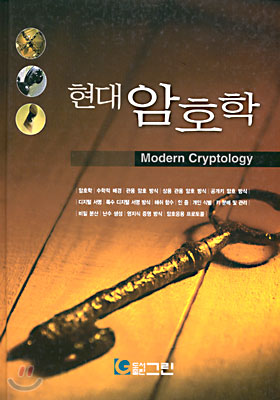 현대 암호학
Modern Cryptology
암호학 | 수학적 배경 | 관용 암호 방식 | 상용 관용 암호 방식 | 공개키 암호 방식 |
디지털 서명 | 특수 디지털 서명 방식 | 해쉬 함수 | 인증 | 개인 식별 | 키 분배 및 관리 |
비밀 분산 | 난수 생성 | 영지식 증명 방식 | 암호응용 프로토콜
도서출판 그린
YES24